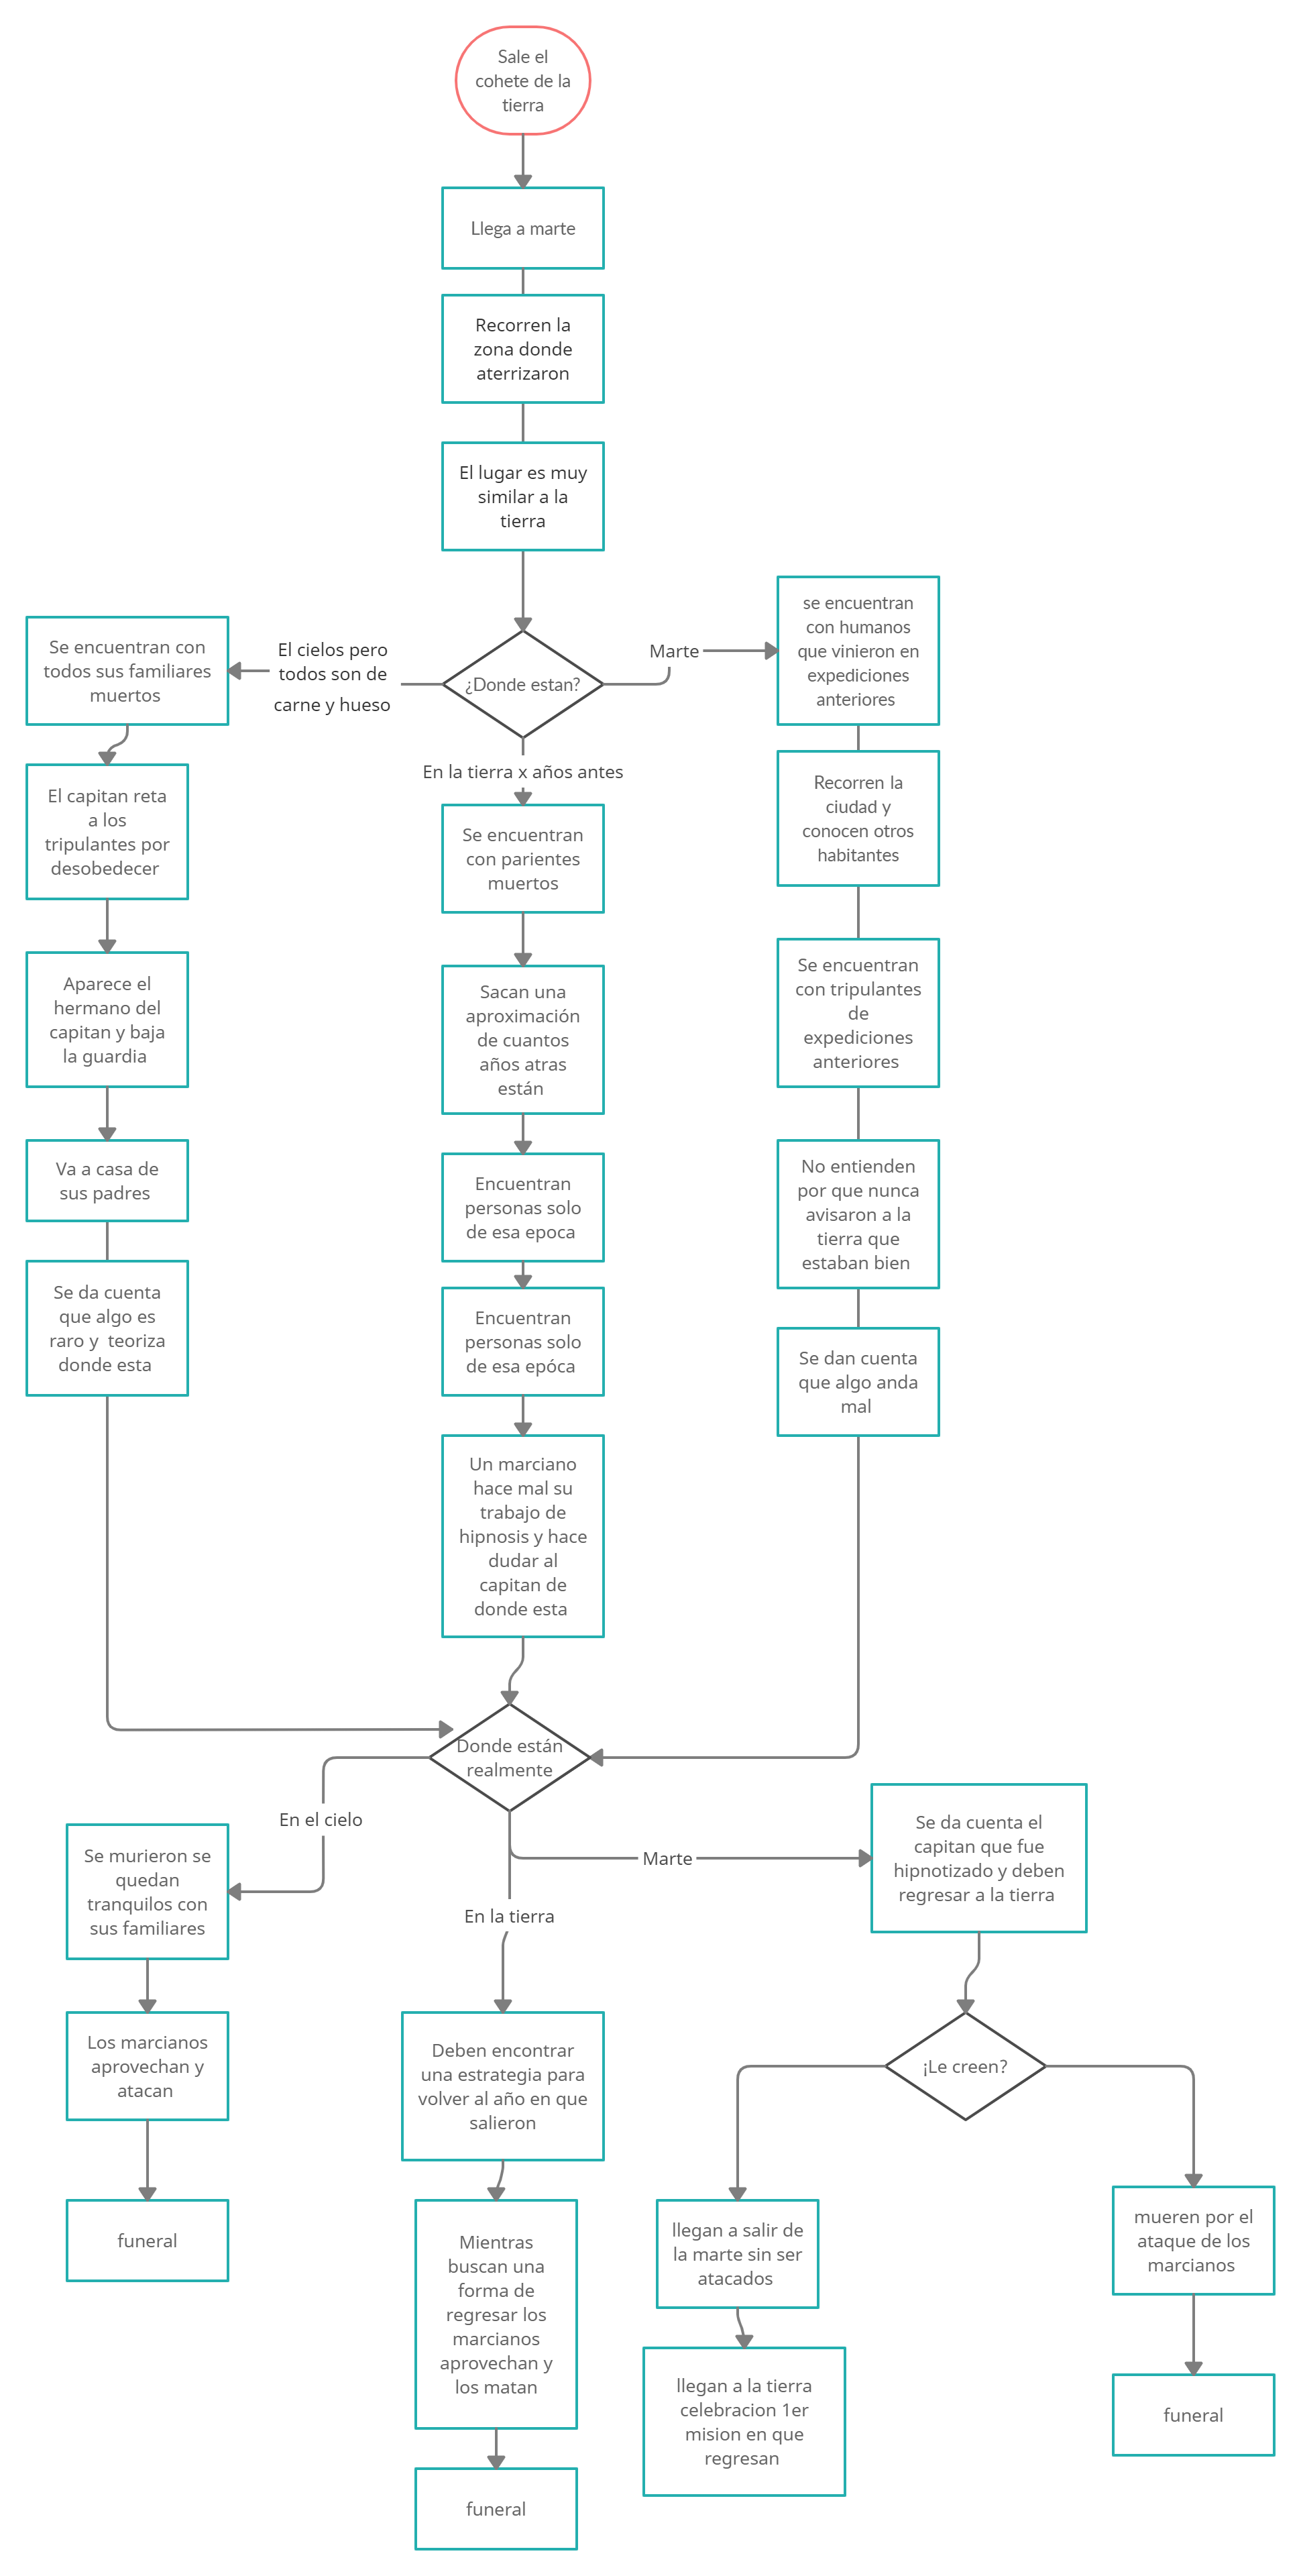 Sale el
cohete de la
tierra
Llega a marte
Recorren la
zona donde
aterrizaron
El lugar es muy
similar a la
tierra
¿Donde estan?
El cielos pero
todos son de
carne y hueso
Marte
En la tierra x años antes
Se encuentran con
todos sus familiares
muertos
El capitan reta
a los
tripulantes por
desobedecer
Aparece el
hermano del
capitan y baja
la guardia
Va a casa de
sus padres
Se da cuenta
que algo es
raro y teoriza
donde esta
Se encuentran
con parientes
muertos
Sacan una
aproximación
de cuantos
años atras
están
Encuentran
personas solo
de esa epoca
Encuentran
personas solo
de esa epóca
Un marciano
hace mal su
trabajo de
hipnosis y hace
dudar al
capitan de
donde esta
se encuentran
con humanos
que vinieron en
expediciones
anteriores
Recorren la
ciudad y
conocen otros
habitantes
Se encuentran
con tripulantes
de
expediciones
anteriores
No entienden
por que nunca
avisaron a la
tierra que
estaban bien
Se dan cuenta
que algo anda
mal
Donde están
realmente
En el cielo
En la tierra
Marte
Se murieron se
quedan
tranquilos con
sus familiares
Los marcianos
aprovechan y
atacan
funeral
Deben encontrar
una estrategia para
volver al año en que
salieron
Mientras
buscan una
forma de
regresar los
marcianos
aprovechan y
los matan
funeral
Se da cuenta el
capitan que fue
hipnotizado y deben
regresar a la tierra
¡Le creen?
llegan a salir de
la marte sin ser
atacados
llegan a la tierra
celebracion 1er
mision en que
regresan
mueren por el
ataque de los
marcianos
funeral